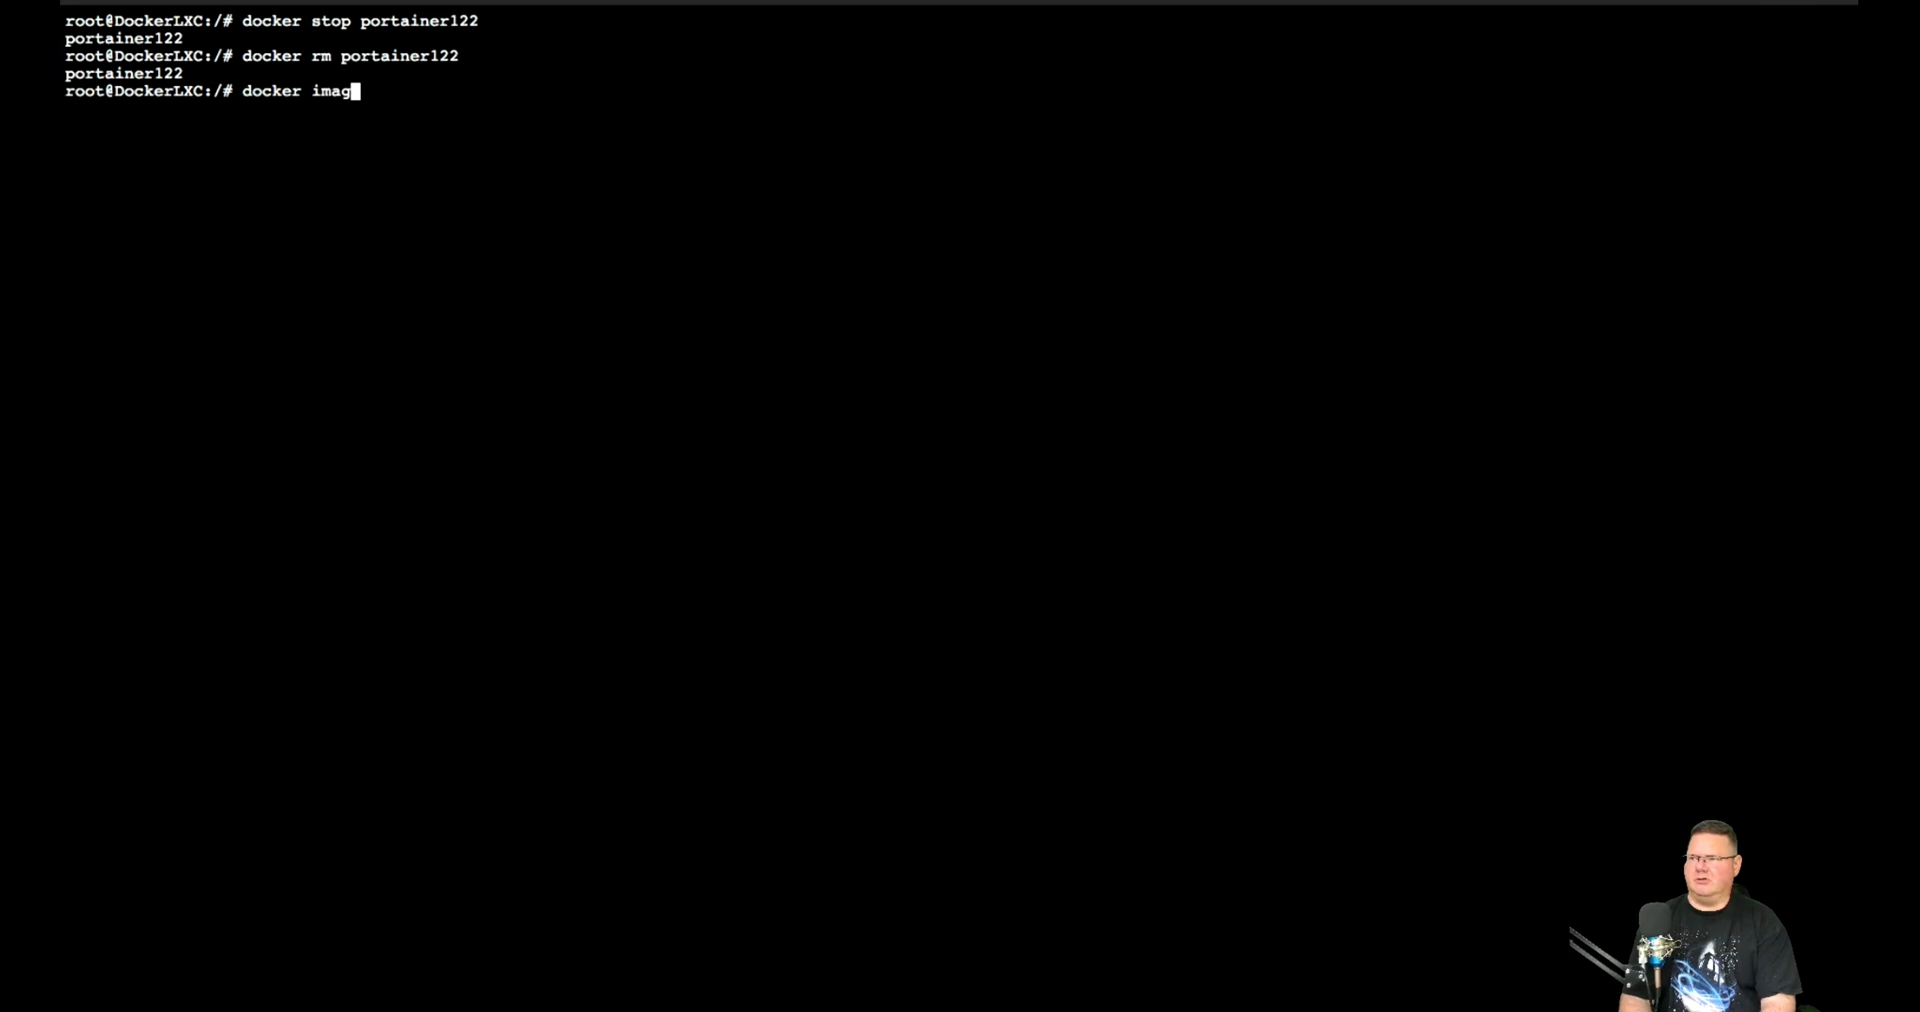 root@DockerLXC:/# docker stop portainer122
portainer122
root@DockerLXC:/# docker rm portainer122
portainer122
root@DockerLXC:/# docker imag